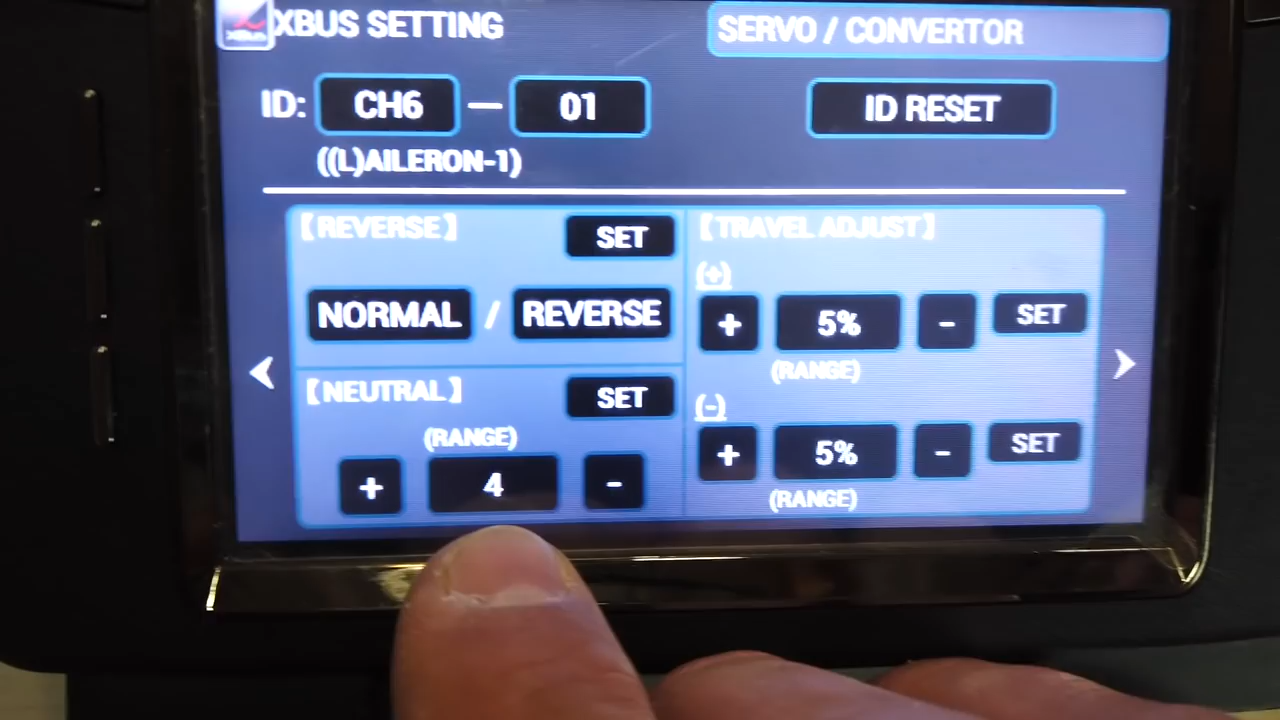 XBUS SETTING
SERVO / CONVERTOR
ID: CH6 — 01
ID RESET
((L)AILERON-1)
【REVERSE】 SET
NORMAL / REVERSE
【NEUTRAL】 SET
(RANGE)
+ 4 -
【TRAVEL ADJUST】
(+)
+ 5% - SET
(RANGE)
(-)
+ 5% - SET
(RANGE)